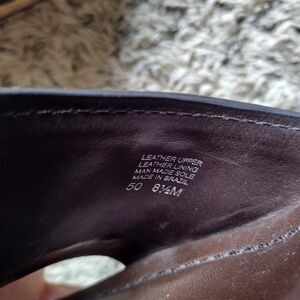 LEATHER UPPER
LEATHER LINING
MAN MADE SOLE
MADE IN BRAZIL
50 8½M